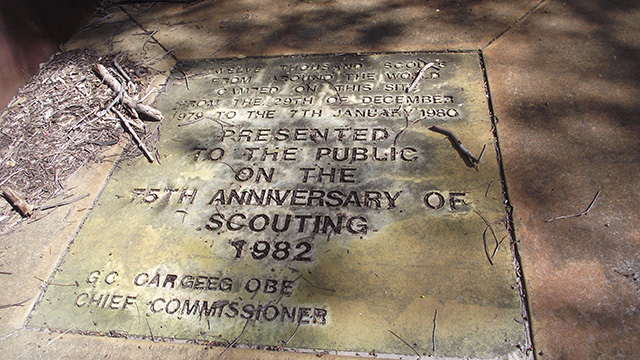 THOUSAND SCOUTS
FROM AROUND THE WORLD
CAMPED ON THIS SITE
FROM THE 29TH OF DECEMBER
1979 TO THE 7TH JANUARY 1980
PRESENTED
TO THE PUBLIC
ON THE
75TH ANNIVERSARY OF
SCOUTING
1982
G C CARGEEG OBE
CHIEF COMMISSIONER